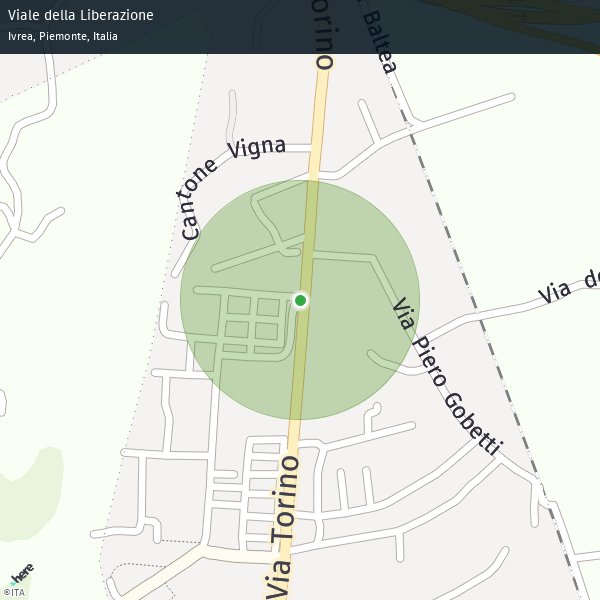 Viale della Liberazione
Ivrea, Piemonte, Italia
Torino
Baltea
Cantone Vigna
Via de
Via Piero Gobetti
Via Torino
here
©ITA